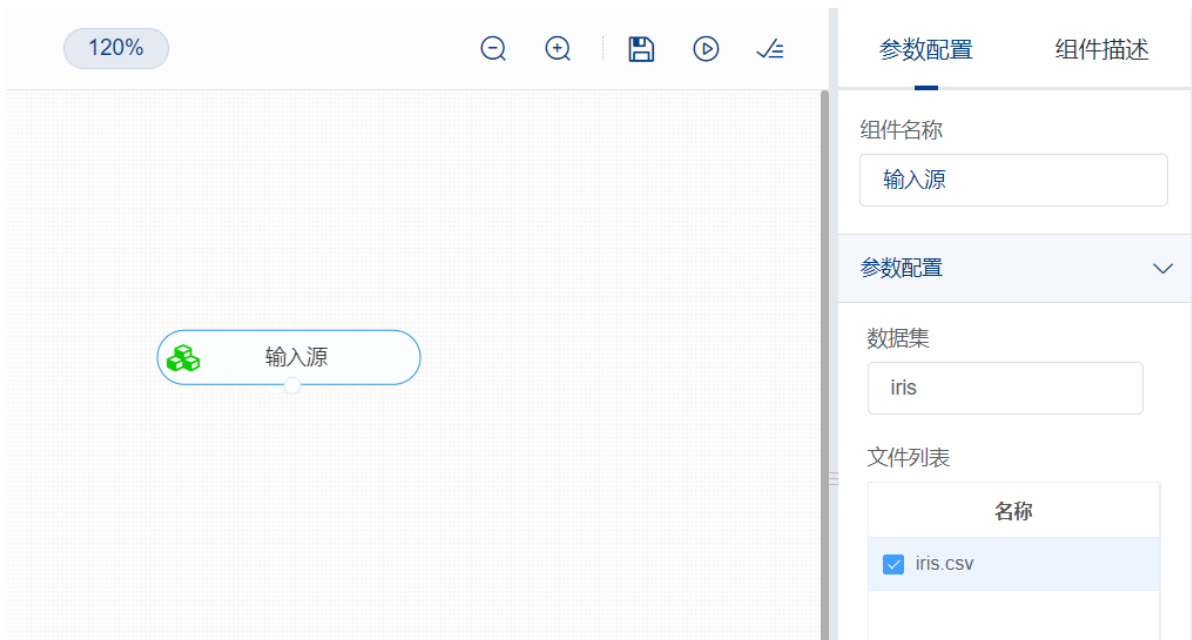 120%
参数配置
组件描述
组件名称
输入源
参数配置
数据集
iris
文件列表
名称
iris.csv
输入源